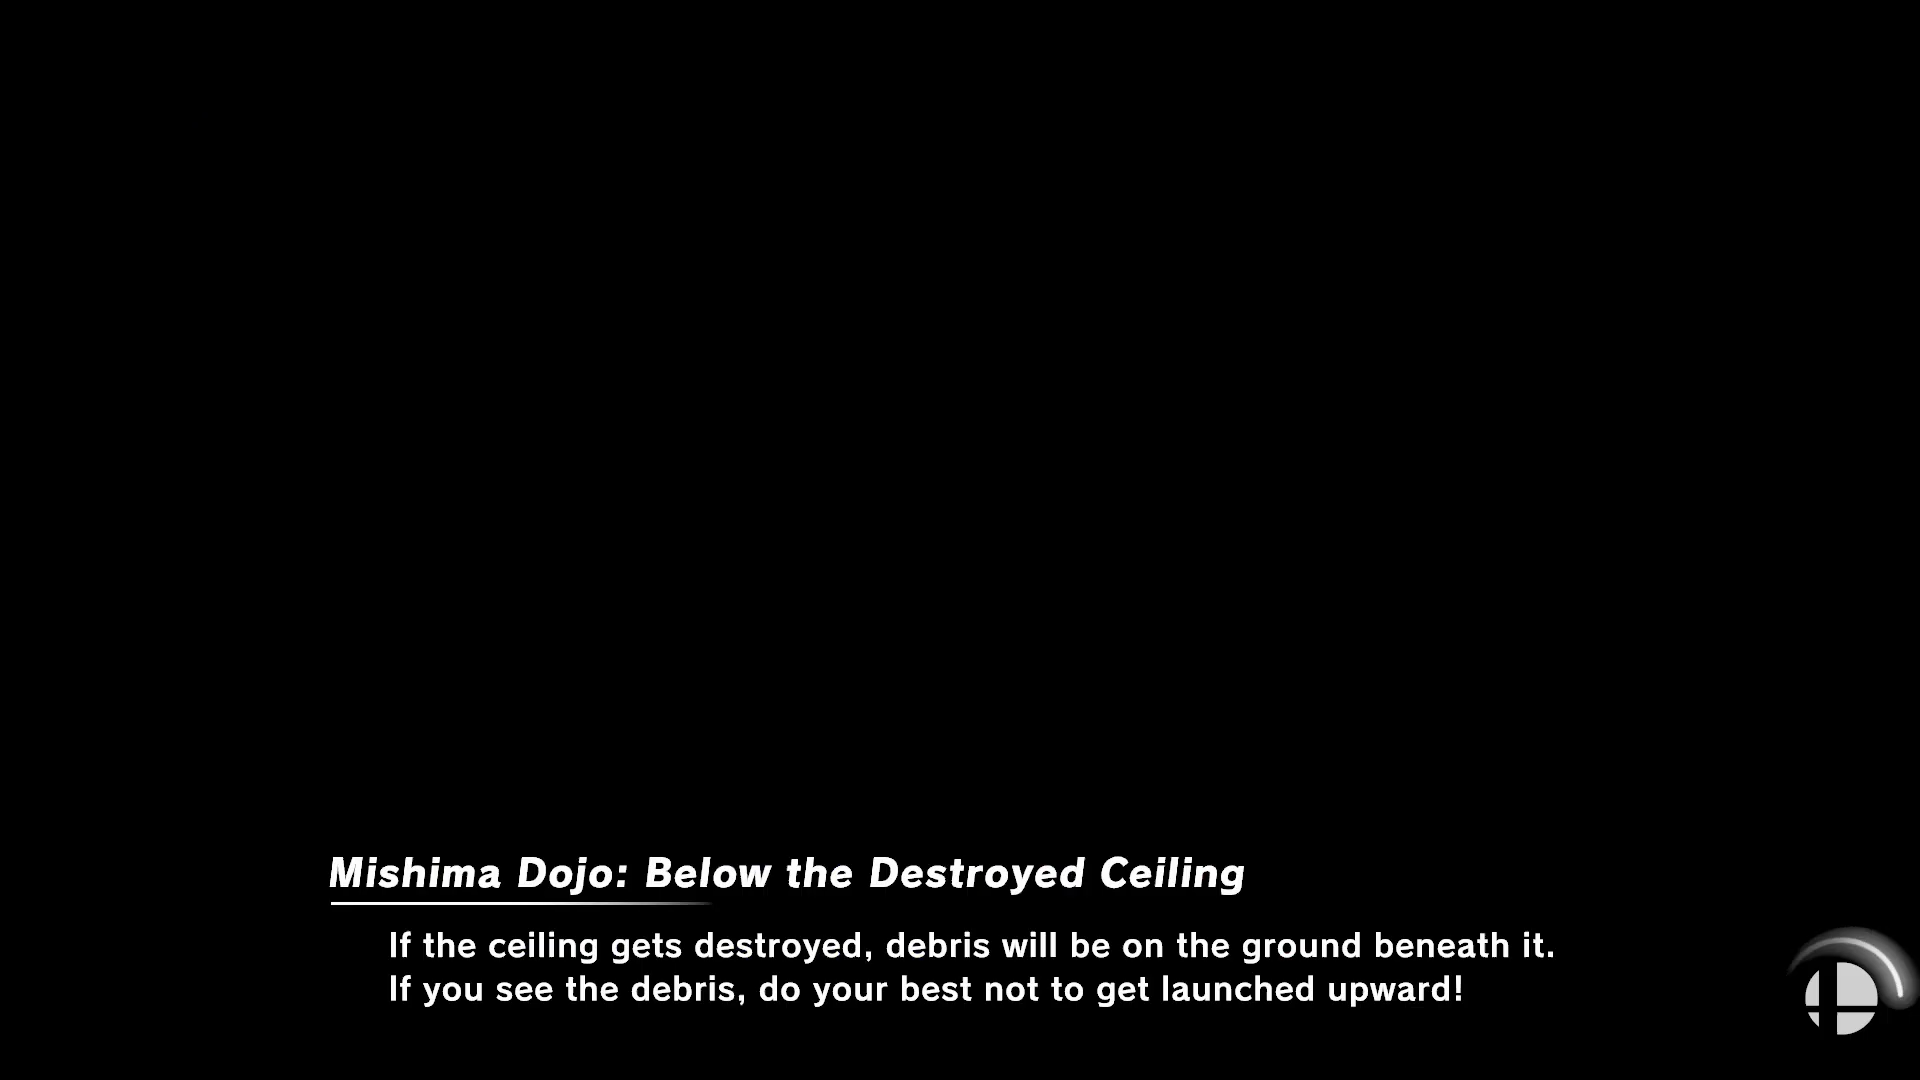 Mishima Dojo: Below the Destroyed Ceiling
If the ceiling gets destroyed, debris will be on the ground beneath it.
If you see the debris, do your best not to get launched upward!